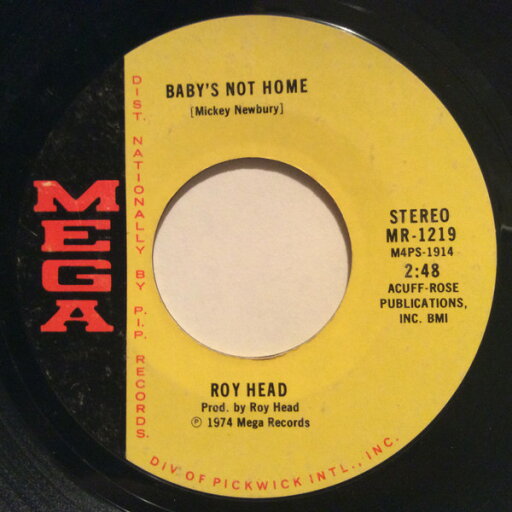 BABY'S NOT HOME
[Mickey Newbury]
MEGA
DIST. NATIONALLY BY P.I.P. RECORDS.
STEREO
MR-1219
M4PS-1914
2:48
ACUFF-ROSE
PUBLICATIONS,
INC. BMI
ROY HEAD
Prod. by Roy Head
℗ 1974 Mega Records
DIV OF PICKWICK INTL., INC.